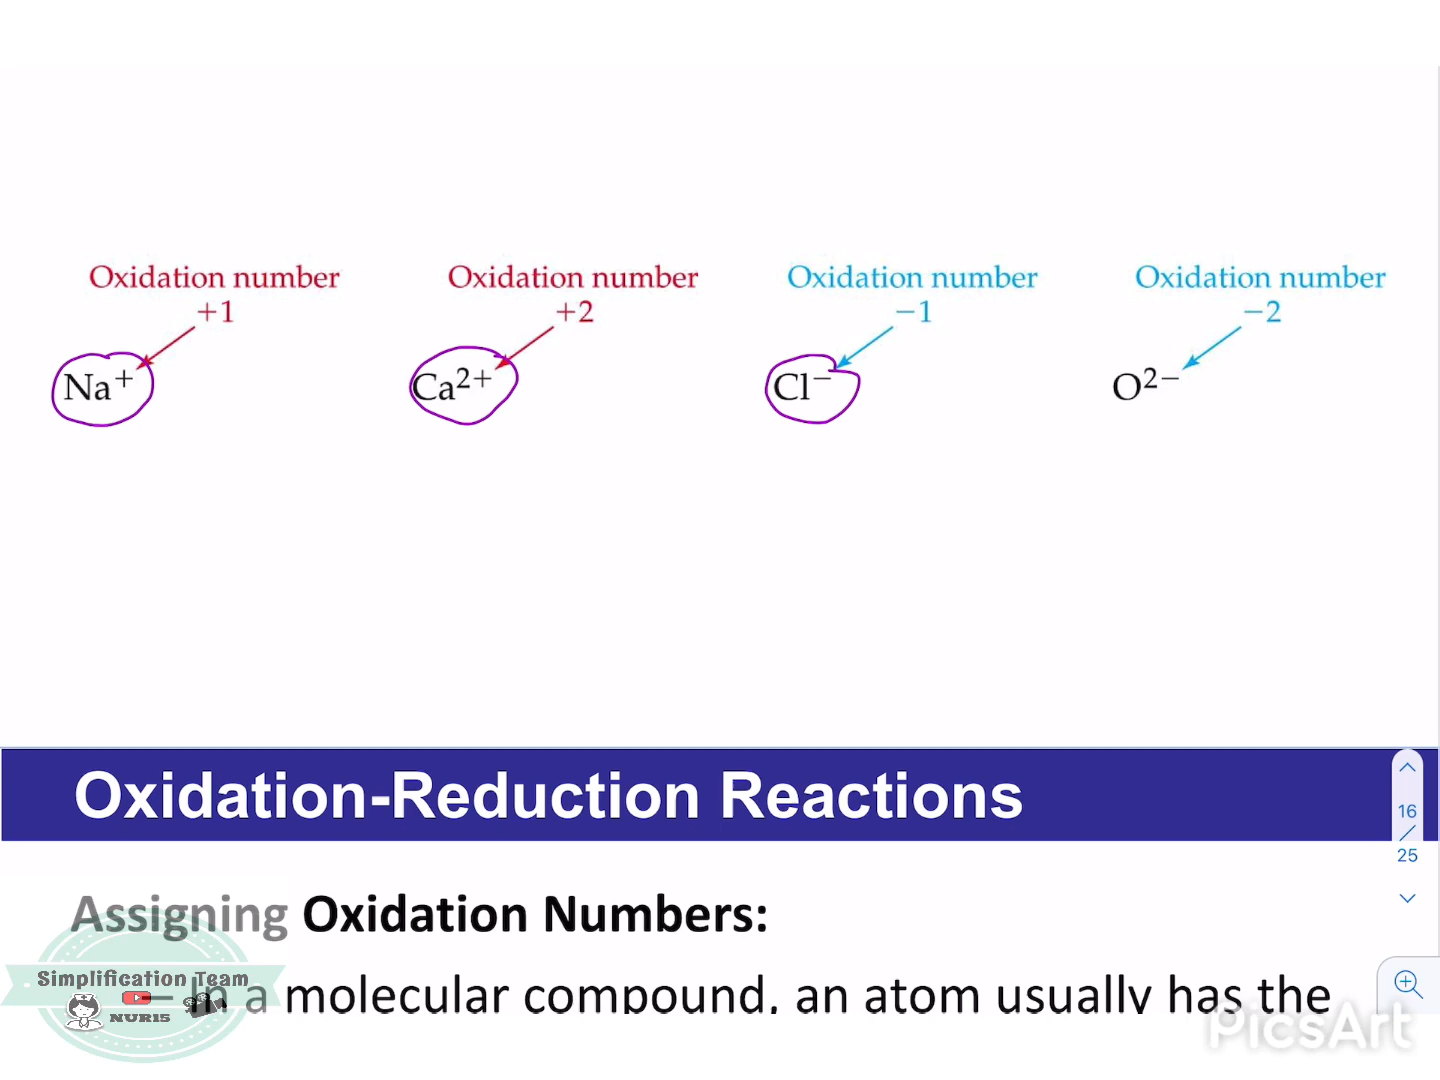 Oxidation number Oxidation number Oxidation number Oxidation number
+1 +2 −1 −2
Na⁺ Ca²⁺ Cl⁻ O²⁻
Oxidation-Reduction Reactions
16
/
25
Assigning Oxidation Numbers:
— In a molecular compound, an atom usually has the
Simplification Team
NURIS
PicsArt